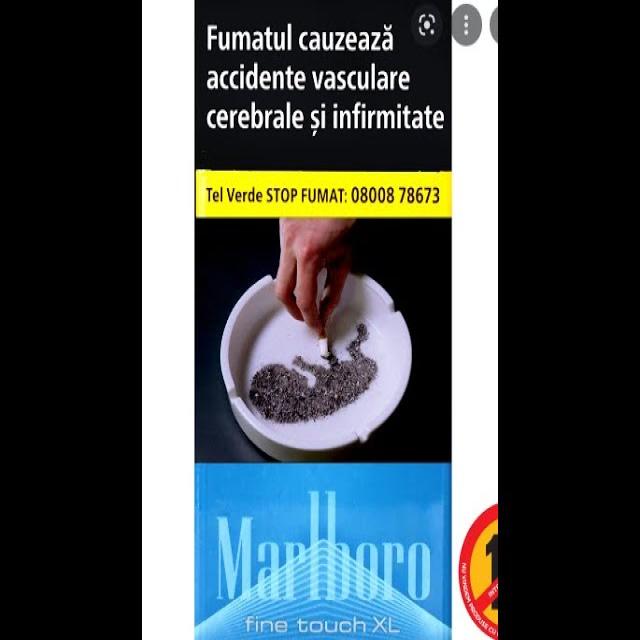 Fumatul cauzează
accidente vasculare
cerebrale și infirmitate
Tel Verde STOP FUMAT: 08008 78673
Marlboro
fine touch XL